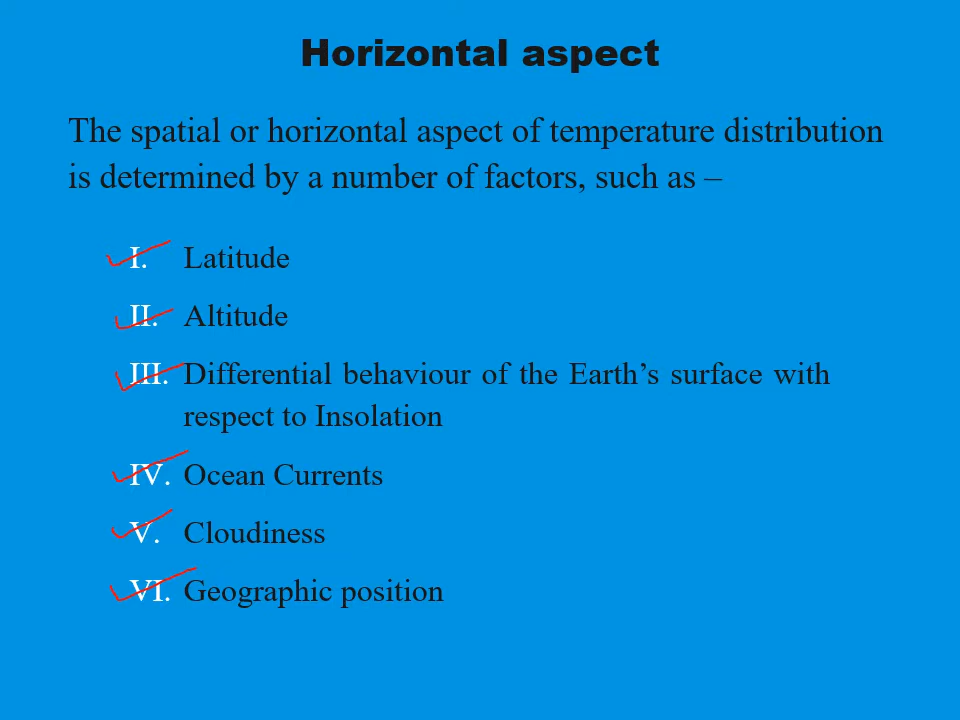 Horizontal aspect
The spatial or horizontal aspect of temperature distribution
is determined by a number of factors, such as –
I. Latitude
II. Altitude
III. Differential behaviour of the Earth’s surface with
respect to Insolation
IV. Ocean Currents
V. Cloudiness
VI. Geographic position